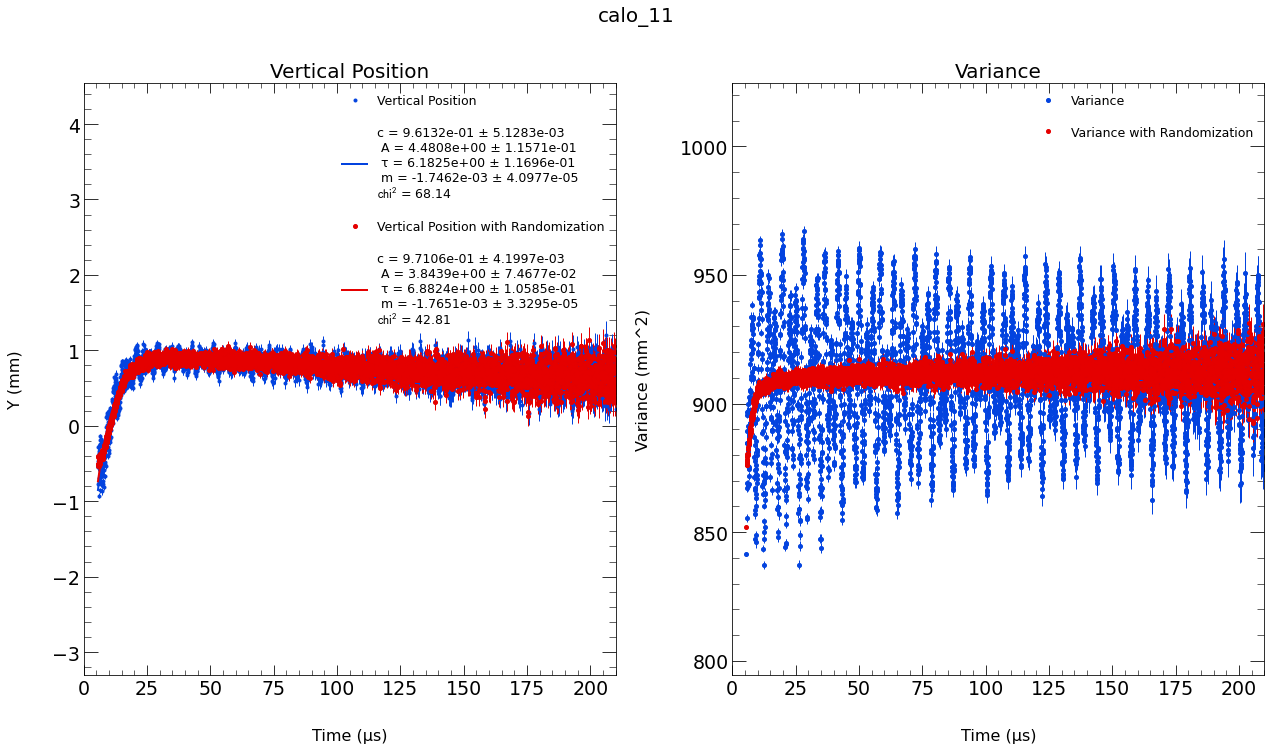 calo_11
Vertical Position
Vertical Position
c = 9.6132e-01 ± 5.1283e-03
A = 4.4808e+00 ± 1.1571e-01
τ = 6.1825e+00 ± 1.1696e-01
m = -1.7462e-03 ± 4.0977e-05
chi² = 68.14
Vertical Position with Randomization
c = 9.7106e-01 ± 4.1997e-03
A = 3.8439e+00 ± 7.4677e-02
τ = 6.8824e+00 ± 1.0585e-01
m = -1.7651e-03 ± 3.3295e-05
chi² = 42.81
Y (mm)
4
3
2
1
0
−1
−2
−3
0 25 50 75 100 125 150 175 200
Time (μs)
Variance
Variance
Variance with Randomization
Variance (mm^2)
1000
950
900
850
800
0 25 50 75 100 125 150 175 200
Time (μs)